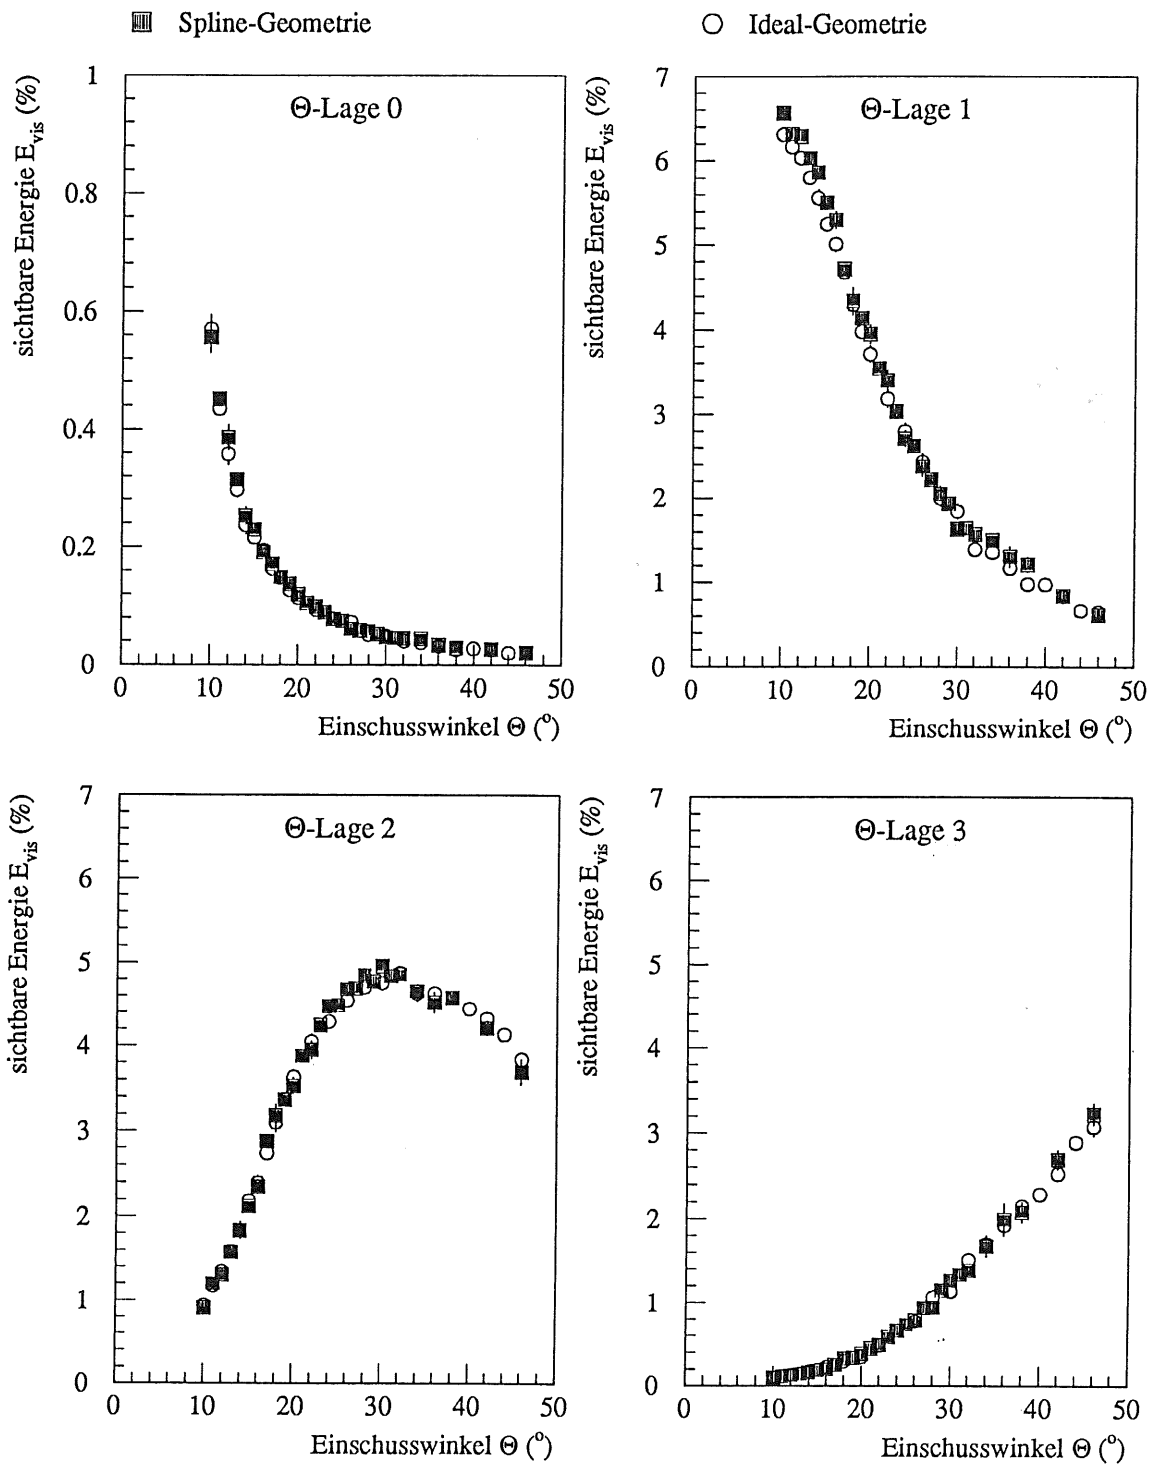 Spline-Geometrie
Ideal-Geometrie
Θ-Lage 0
sichtbare Energie E_vis (%)
1
0.8
0.6
0.4
0.2
0
0 10 20 30 40 50
Einschusswinkel Θ (°)
Θ-Lage 1
sichtbare Energie E_vis (%)
7
6
5
4
3
2
1
0
0 10 20 30 40 50
Einschusswinkel Θ (°)
Θ-Lage 2
sichtbare Energie E_vis (%)
7
6
5
4
3
2
1
0
0 10 20 30 40 50
Einschusswinkel Θ (°)
Θ-Lage 3
sichtbare Energie E_vis (%)
7
6
5
4
3
2
1
0
0 10 20 30 40 50
Einschusswinkel Θ (°)